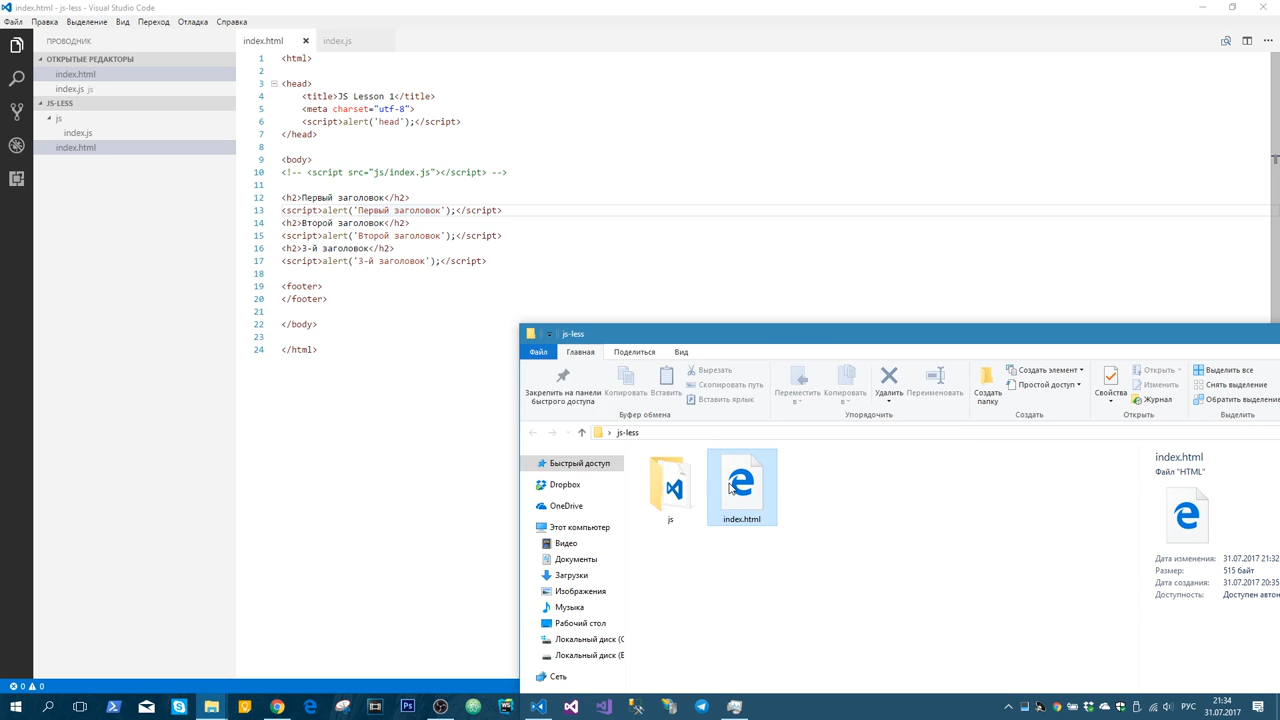 index.html - js-less - Visual Studio Code
Файл Правка Выделение Вид Переход Отладка Справка
ПРОВОДНИК
ОТКРЫТЫЕ РЕДАКТОРЫ
index.html
index.js js
JS-LESS
js
index.js
index.html
index.html index.js
1 <html>
2
3 <head>
4 <title>JS Lesson 1</title>
5 <meta charset="utf-8">
6 <script>alert('head');</script>
7 </head>
8
9 <body>
10 <!-- <script src="js/index.js"></script> -->
11
12 <h2>Первый заголовок</h2>
13 <script>alert('Первый заголовок');</script>
14 <h2>Второй заголовок</h2>
15 <script>alert('Второй заголовок');</script>
16 <h2>3-й заголовок</h2>
17 <script>alert('3-й заголовок');</script>
18
19 <footer>
20 </footer>
21
22 </body>
23
24 </html>
js-less
Файл Главная Поделиться Вид
Закрепить на панели быстрого доступа
Копировать
Вставить
Вырезать
Скопировать путь
Вставить ярлык
Буфер обмена
Переместить в
Копировать в
Удалить
Переименовать
Упорядочить
Создать папку
Создать элемент
Простой доступ
Создать
Свойства
Открыть
Изменить
Журнал
Открыть
Выделить все
Снять выделение
Обратить выделение
Выделить
js-less
Быстрый доступ
Dropbox
OneDrive
Этот компьютер
Видео
Документы
Загрузки
Изображения
Музыка
Рабочий стол
Локальный диск (C
Локальный диск (E
Сеть
js
index.html
index.html
Файл "HTML"
Дата изменения: 31.07.2017 21:32
Размер: 515 байт
Дата создания: 31.07.2017 20:35
Доступность: Доступен автон
0 0
РУС
21:34
31.07.2017